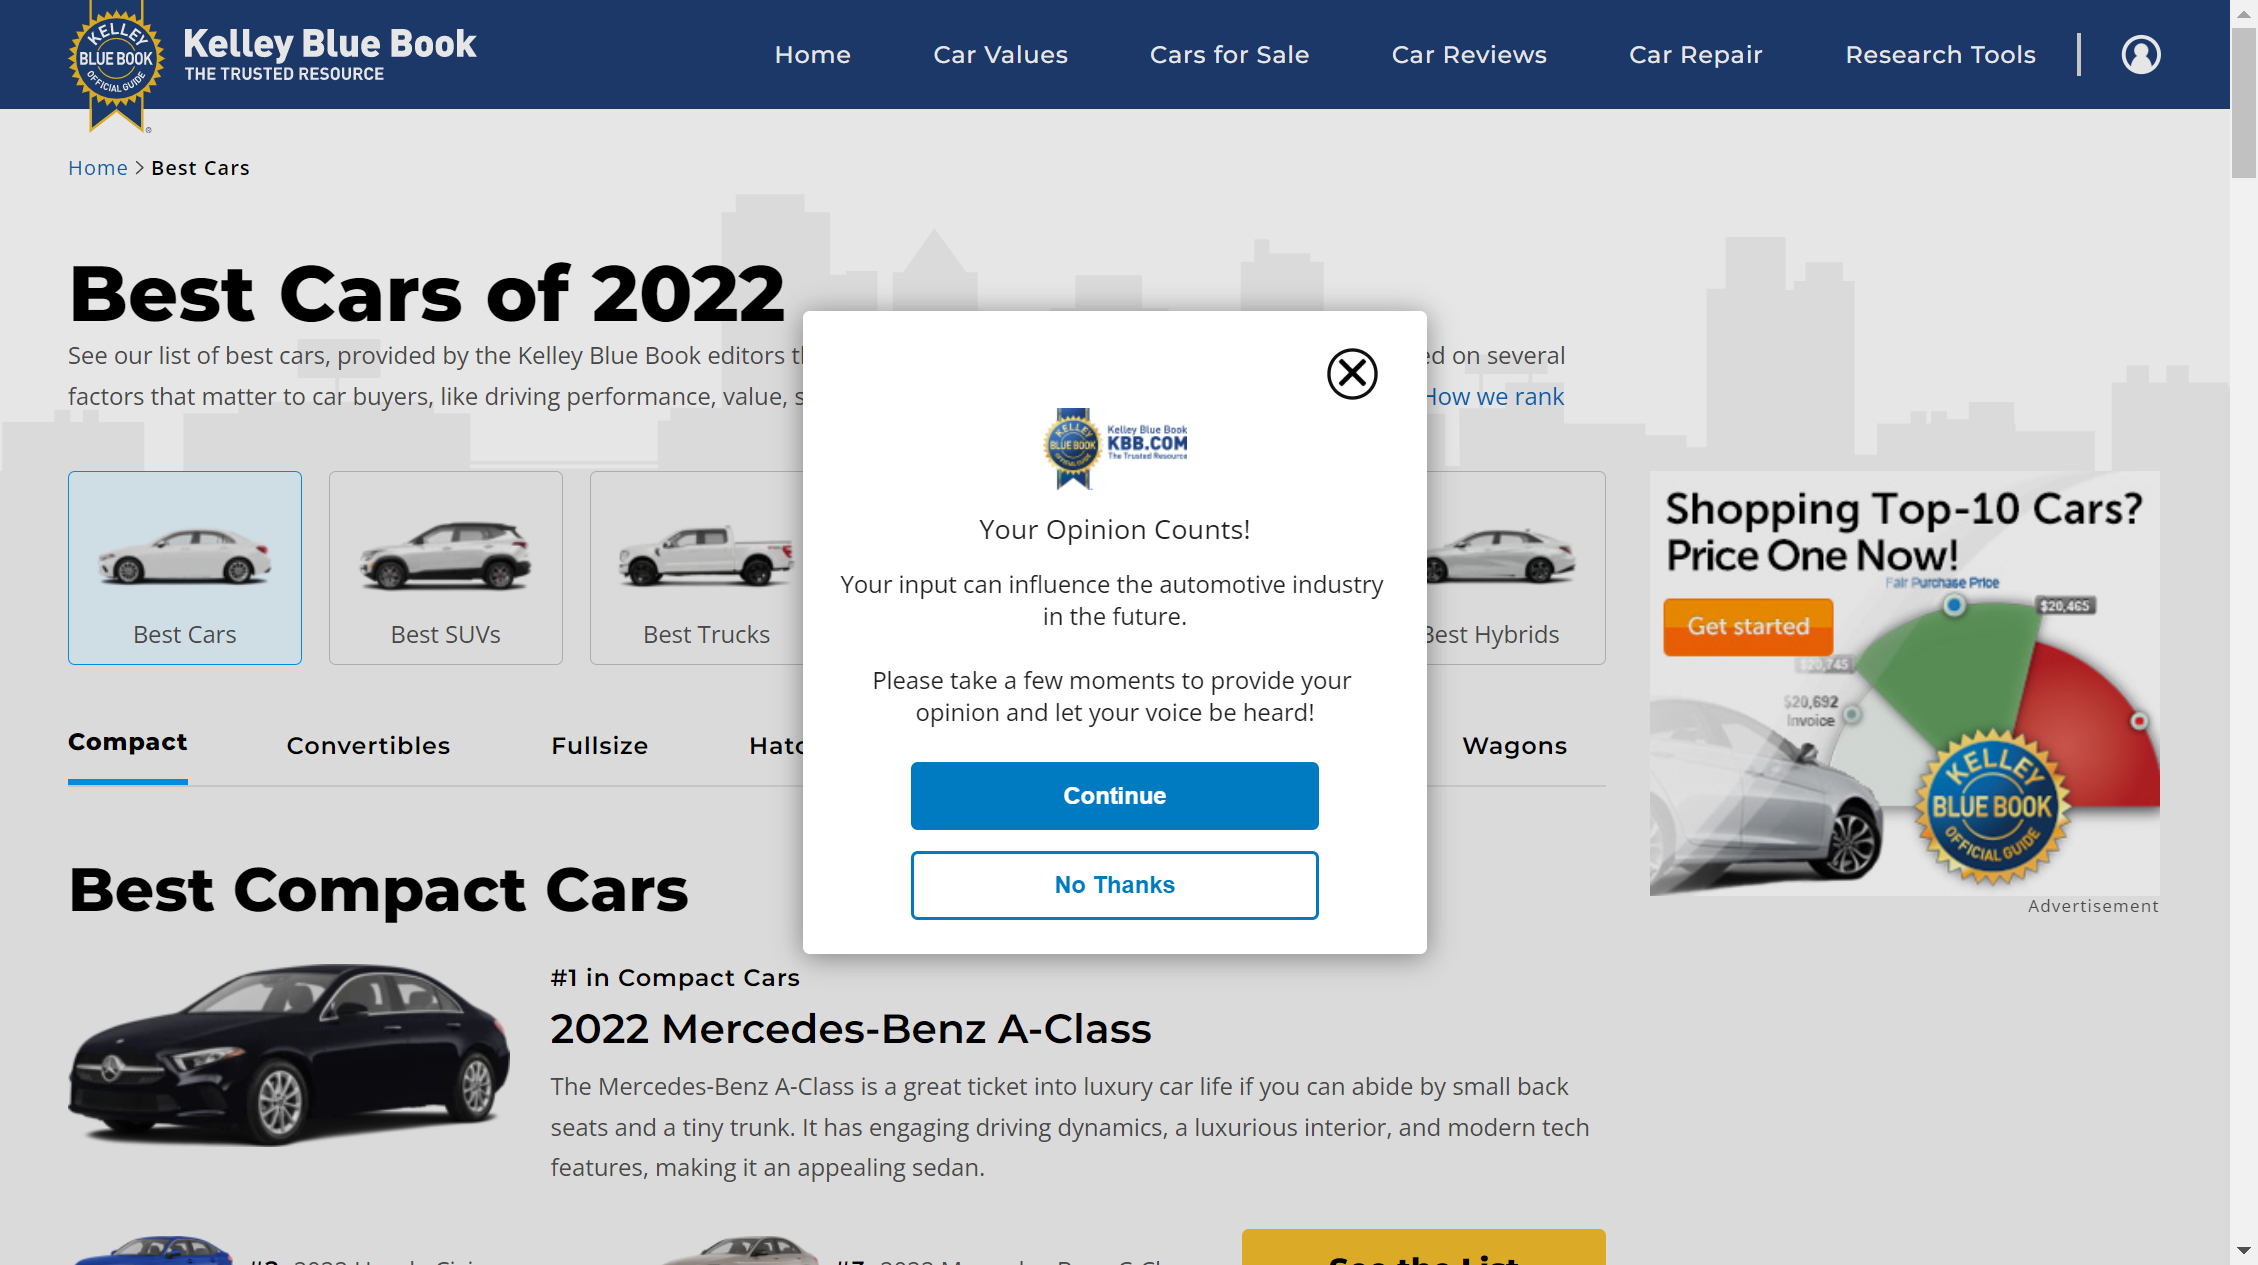 KELLEY
BLUE BOOK
OFFICIAL GUIDE
Kelley Blue Book
THE TRUSTED RESOURCE
Home
Car Values
Cars for Sale
Car Reviews
Car Repair
Research Tools
Home > Best Cars
Best Cars of 2022
See our list of best cars, provided by the Kelley Blue Book editors
ed on several
factors that matter to car buyers, like driving performance, value,
How we rank
Best Cars
Best SUVs
Best Trucks
Best Hybrids
Compact
Convertibles
Fullsize
Wagons
Kelley Blue Book
KBB.COM
The Trusted Resource
Your Opinion Counts!
Your input can influence the automotive industry
in the future.
Please take a few moments to provide your
opinion and let your voice be heard!
Continue
No Thanks
Shopping Top-10 Cars?
Price One Now!
Fair Purchase Price
$20,465
Get started
$20,745
$20,692
Invoice
KELLEY
BLUE BOOK
OFFICIAL GUIDE
Advertisement
Best Compact Cars
#1 in Compact Cars
2022 Mercedes-Benz A-Class
The Mercedes-Benz A-Class is a great ticket into luxury car life if you can abide by small back
seats and a tiny trunk. It has engaging driving dynamics, a luxurious interior, and modern tech
features, making it an appealing sedan.
See the List